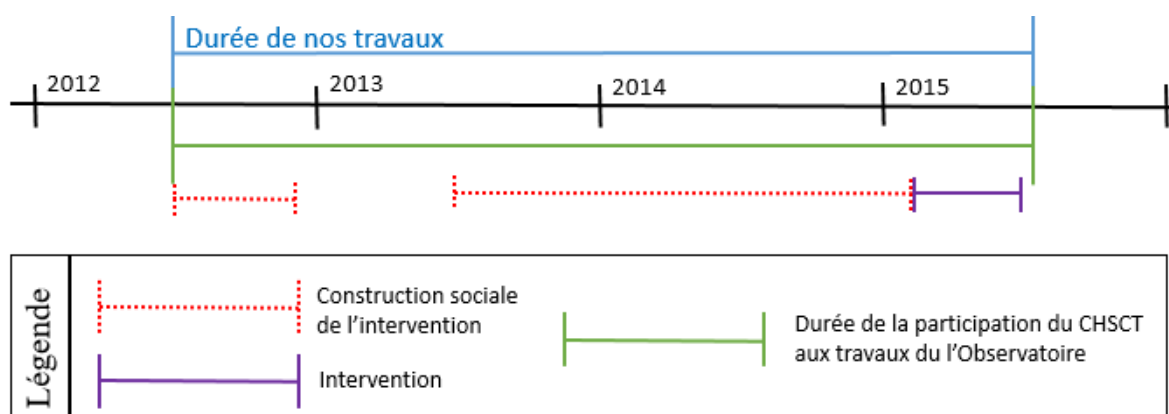 Durée de nos travaux
2012
2013
2014
2015
Légende
Construction sociale
de l’intervention
Intervention
Durée de la participation du CHSCT
aux travaux du l’Observatoire